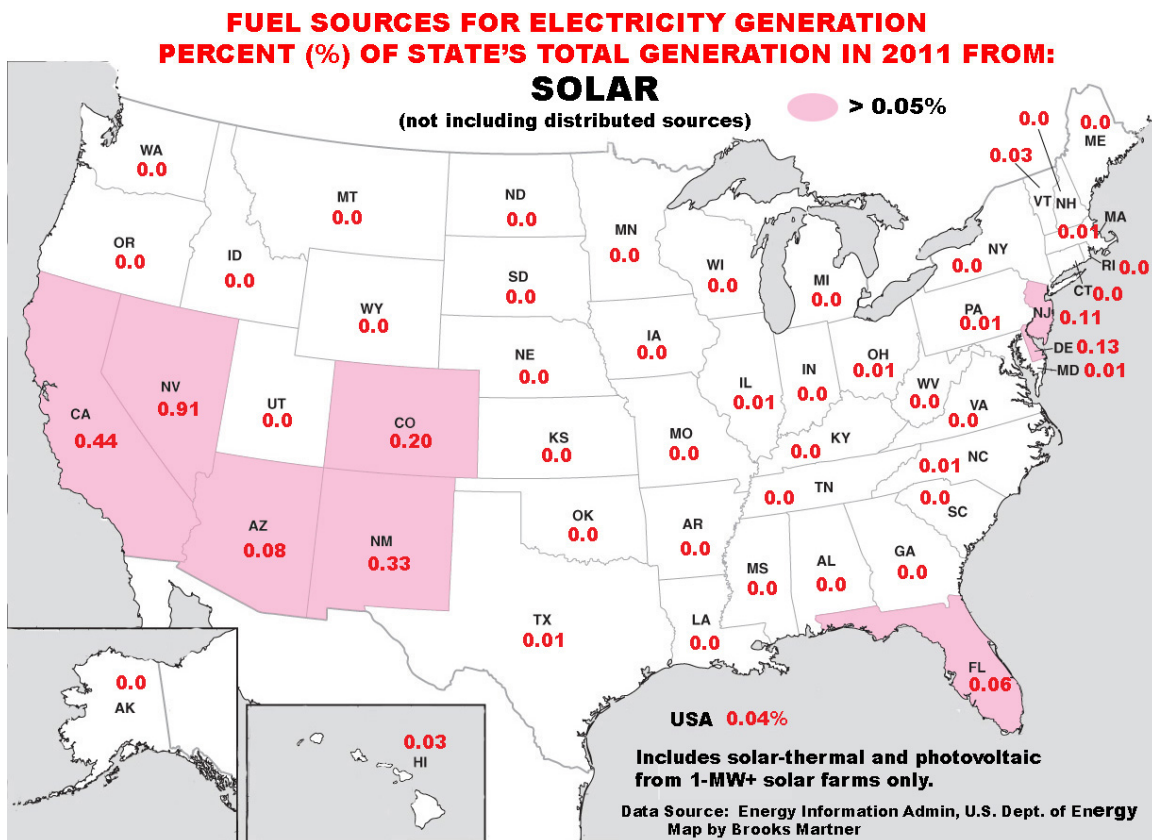 FUEL SOURCES FOR ELECTRICITY GENERATION
PERCENT (%) OF STATE'S TOTAL GENERATION IN 2011 FROM:
SOLAR
(not including distributed sources)
> 0.05%
WA
0.0
OR
0.0
ID
0.0
MT
0.0
WY
0.0
ND
0.0
SD
0.0
NE
0.0
KS
0.0
MN
0.0
IA
0.0
MO
0.0
WI
0.0
MI
0.0
IL
0.01
IN
0.0
OH
0.01
KY
0.0
WV
0.0
VA
0.0
PA
0.01
NY
0.0
0.03
VT
0.0
NH
0.0
ME
0.01
MA
RI 0.0
CT
0.0
NJ 0.11
DE 0.13
MD 0.01
CA
0.44
NV
0.91
UT
0.0
CO
0.20
AZ
0.08
NM
0.33
OK
0.0
TX
0.01
AR
0.0
LA
0.0
MS
0.0
AL
0.0
TN
0.0
0.01 NC
0.0
SC
GA
0.0
FL
0.06
0.0
AK
0.03
HI
USA 0.04%
Includes solar-thermal and photovoltaic
from 1-MW+ solar farms only.
Data Source: Energy Information Admin, U.S. Dept. of Energy
Map by Brooks Martner